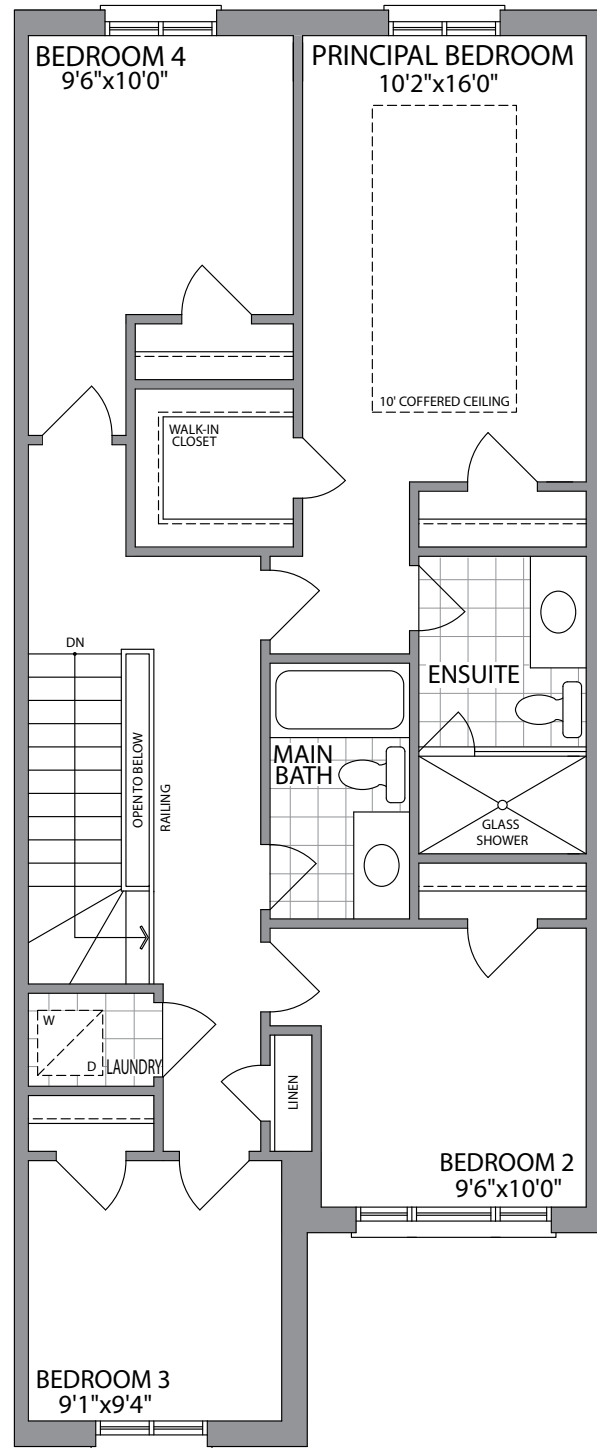 BEDROOM 4
9'6"x10'0"
PRINCIPAL BEDROOM
10'2"x16'0"
10' COFFERED CEILING
WALK-IN
CLOSET
DN
OPEN TO BELOW
RAILING
ENSUITE
MAIN
BATH
GLASS
SHOWER
W
D
LAUNDRY
LINEN
BEDROOM 2
9'6"x10'0"
BEDROOM 3
9'1"x9'4"